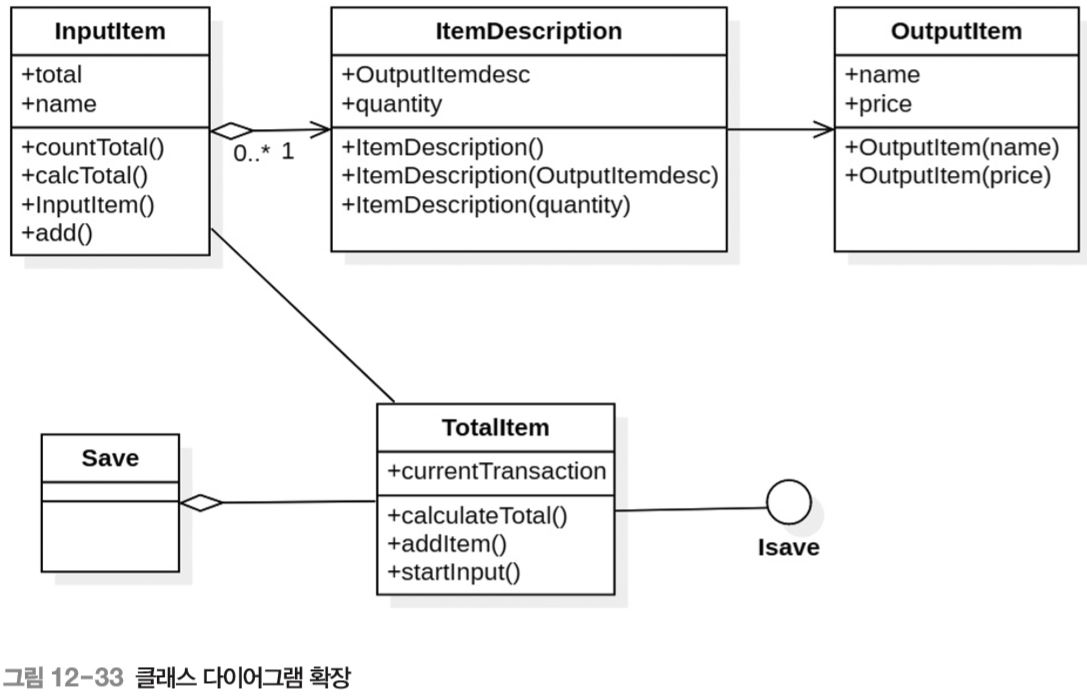 InputItem
+total
+name
+countTotal()
+calcTotal()
+InputItem()
+add()
0..* 1
ItemDescription
+OutputItemdesc
+quantity
+ItemDescription()
+ItemDescription(OutputItemdesc)
+ItemDescription(quantity)
OutputItem
+name
+price
+OutputItem(name)
+OutputItem(price)
Save
TotalItem
+currentTransaction
+calculateTotal()
+addItem()
+startInput()
Isave
그림 12-33 클래스 다이어그램 확장